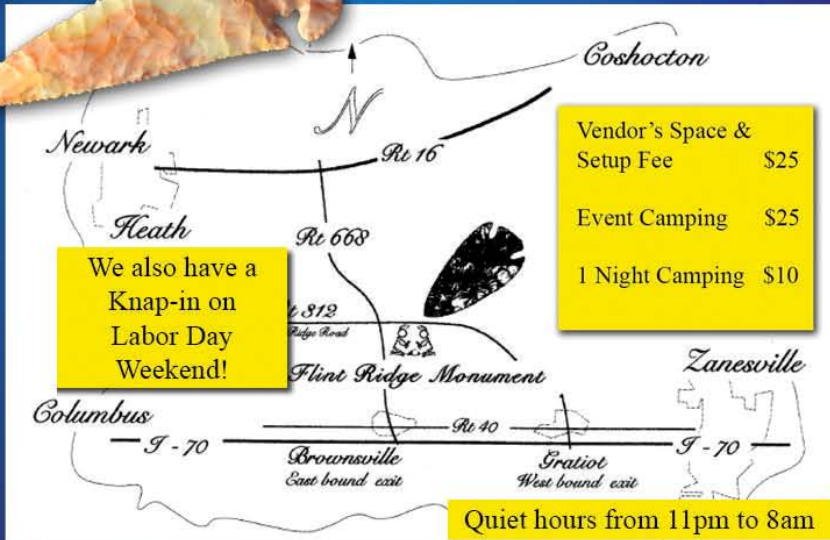 Coshocton
N
Newark
Rt 16
Vendor's Space &
Setup Fee $25
Event Camping $25
1 Night Camping $10
Heath
Rt 668
We also have a
Knap-in on
Labor Day
Weekend!
312
Ridge Road
Flint Ridge Monument
Zanesville
Columbus
Rt 40
I - 70
I - 70
Brownsville
East bound exit
Gratiot
West bound exit
Quiet hours from 11pm to 8am